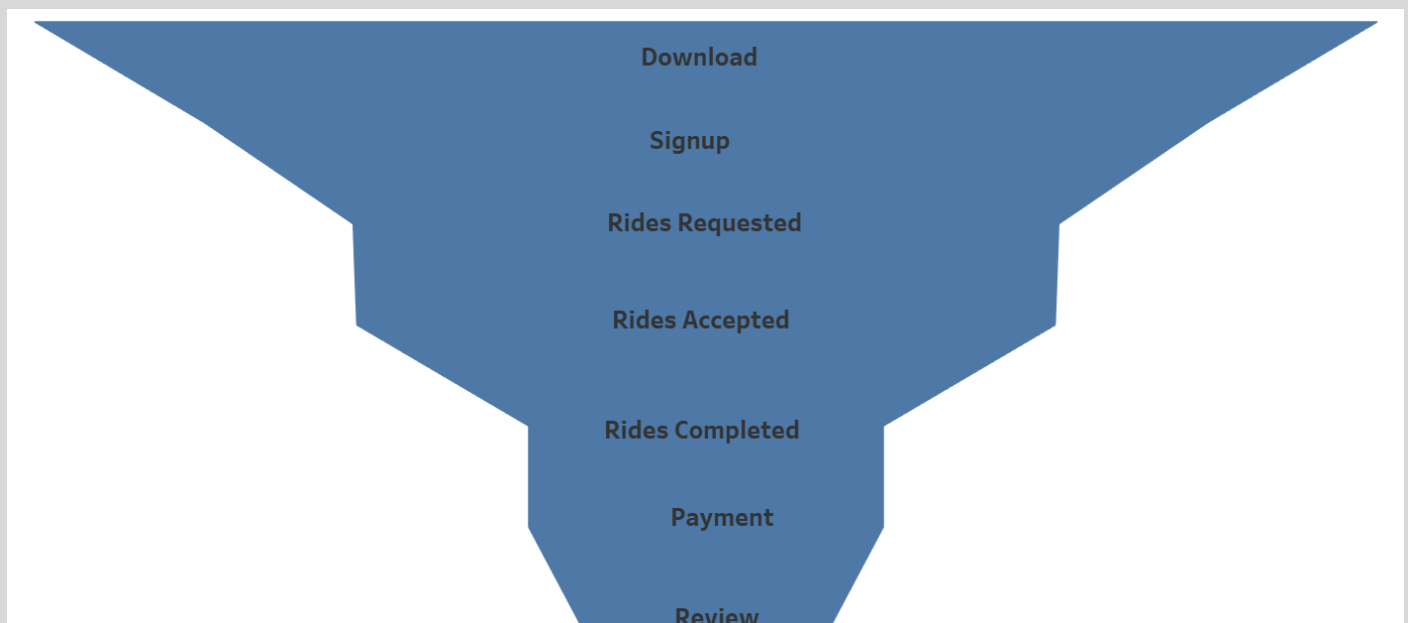 Download
Signup
Rides Requested
Rides Accepted
Rides Completed
Payment
Review